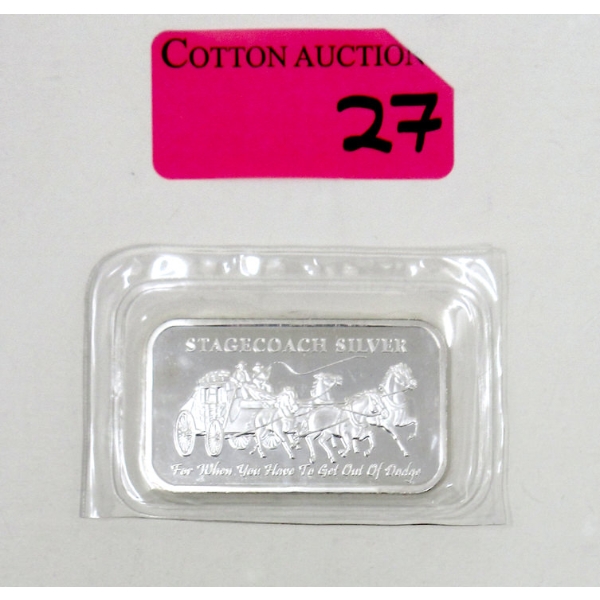 COTTON AUCTION
27
STAGECOACH SILVER
For When You Have To Get Out Of Dodge